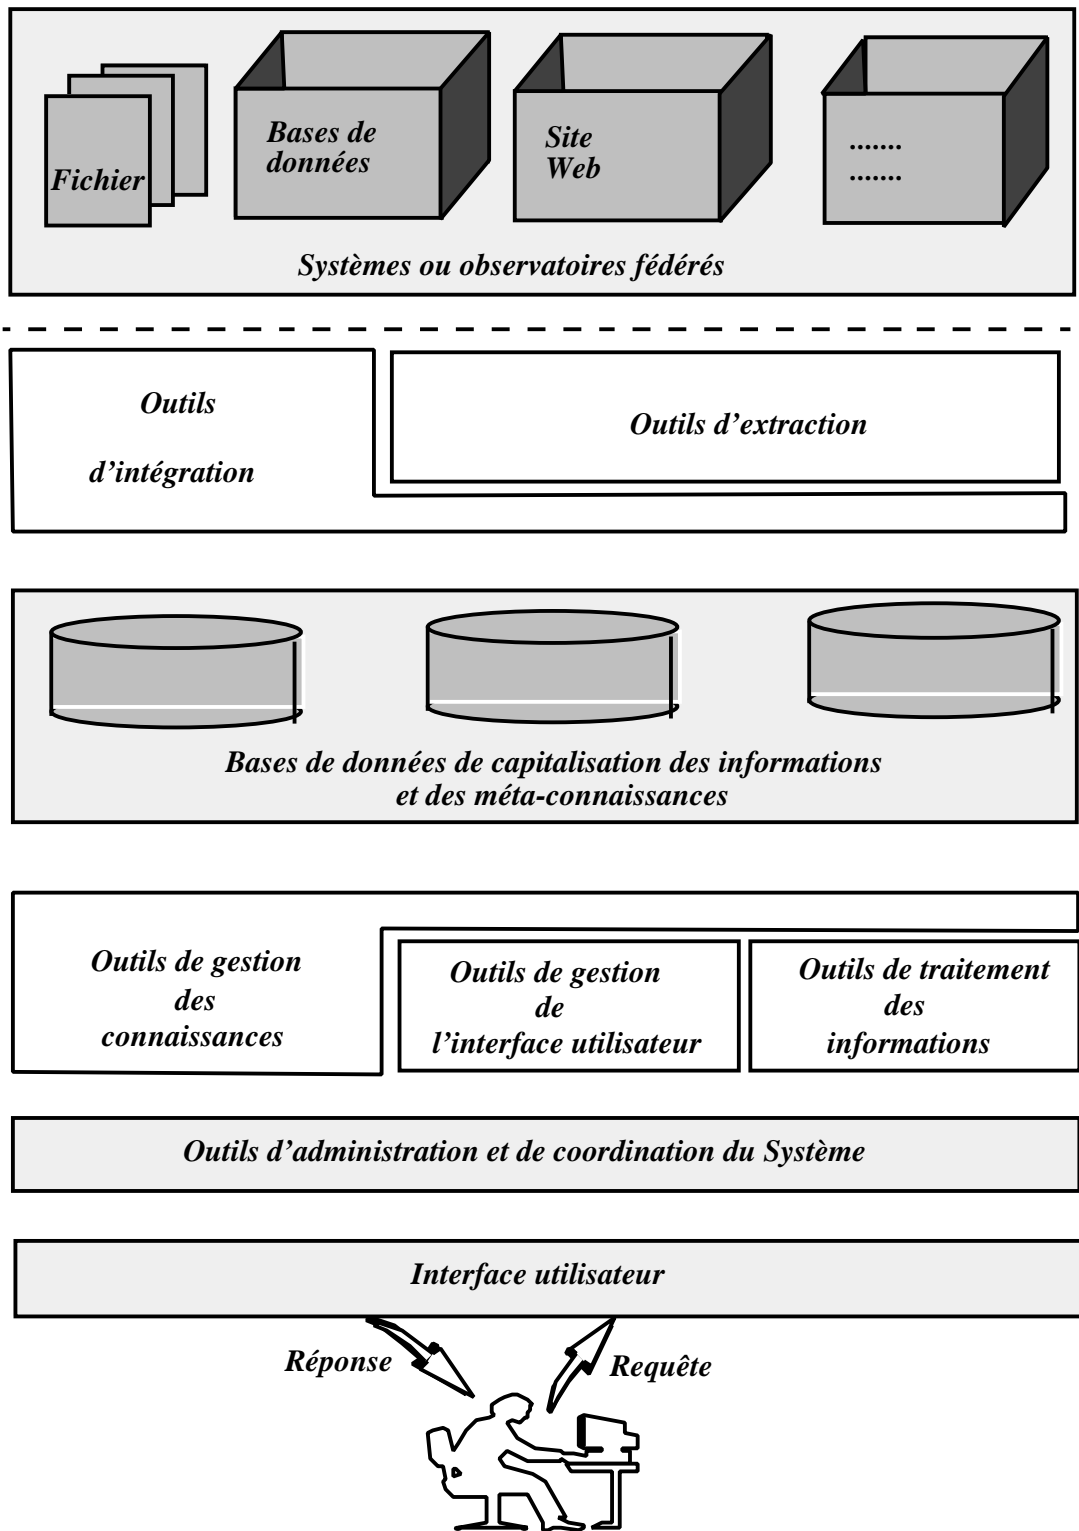 Fichier
Bases de
données
Site
Web
.......
.......
Systèmes ou observatoires fédérés
Outils
d’intégration
Outils d’extraction
Bases de données de capitalisation des informations
et des méta-connaissances
Outils de gestion
des
connaissances
Outils de gestion
de
l’interface utilisateur
Outils de traitement
des
informations
Outils d’administration et de coordination du Système
Interface utilisateur
Réponse
Requête